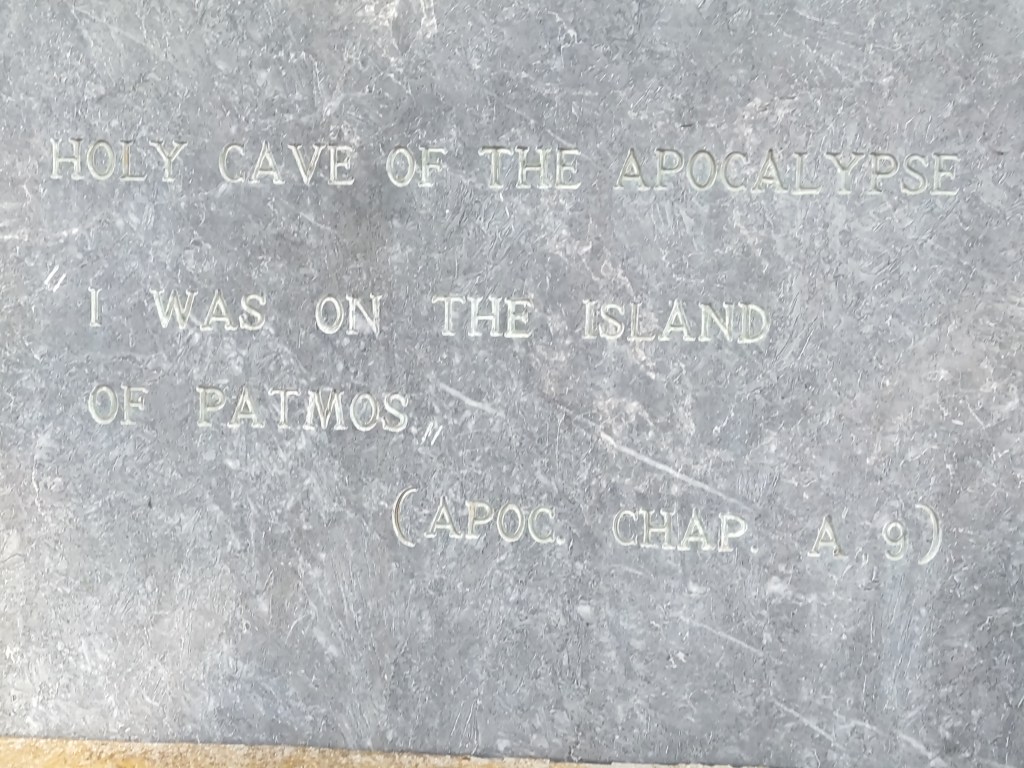 HOLY CAVE OF THE APOCALYPSE
"I WAS ON THE ISLAND
OF PATMOS."
(APOC. CHAP. A, 9)